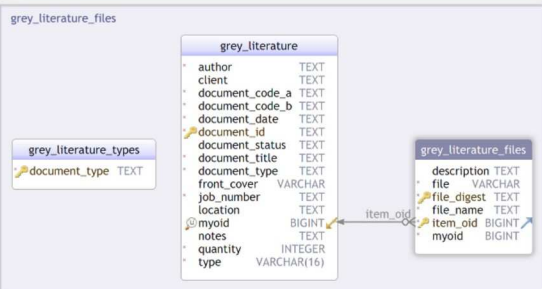 grey_literature_files
grey_literature
author TEXT
client TEXT
document_code_a TEXT
document_code_b TEXT
document_date TEXT
document_id TEXT
document_status TEXT
document_title TEXT
document_type TEXT
front_cover VARCHAR
job_number TEXT
location TEXT
myoid BIGINT
notes TEXT
quantity INTEGER
type VARCHAR(16)
grey_literature_types
document_type TEXT
item_oid
grey_literature_files
description TEXT
file VARCHAR
file_digest TEXT
file_name TEXT
item_oid BIGINT
myoid BIGINT